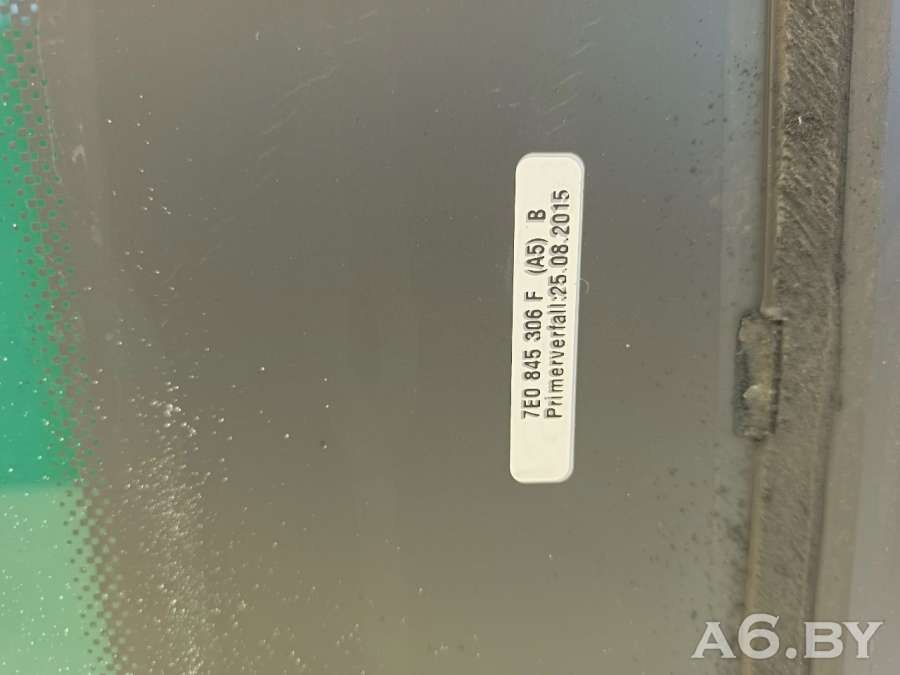 7E0 845 306 F (A5) B
Primerverfall:25.08.2015
A6.BY